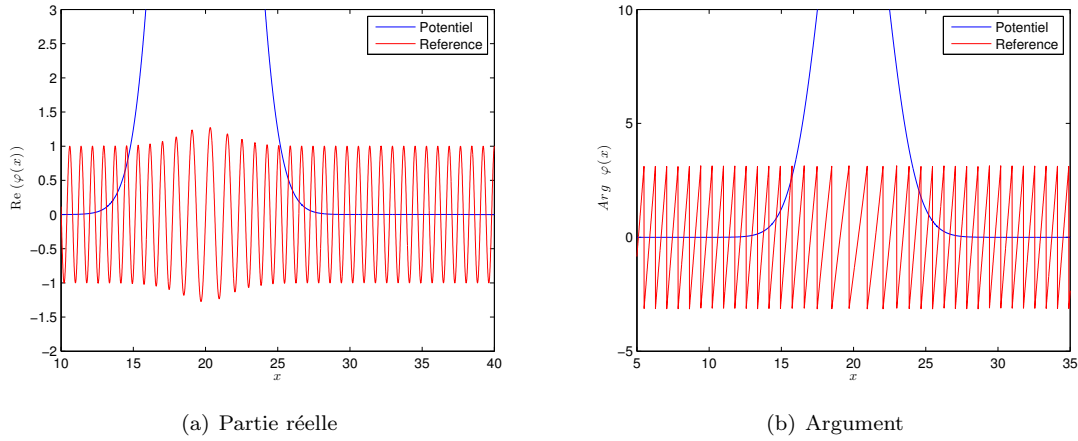 3
2.5
2
1.5
1
0.5
0
−0.5
−1
−1.5
−2
10 15 20 25 30 35 40
x
Re (φ(x))
Potentiel
Reference
(a) Partie réelle
10
5
0
−5
5 10 15 20 25 30 35
x
Arg φ(x)
Potentiel
Reference
(b) Argument